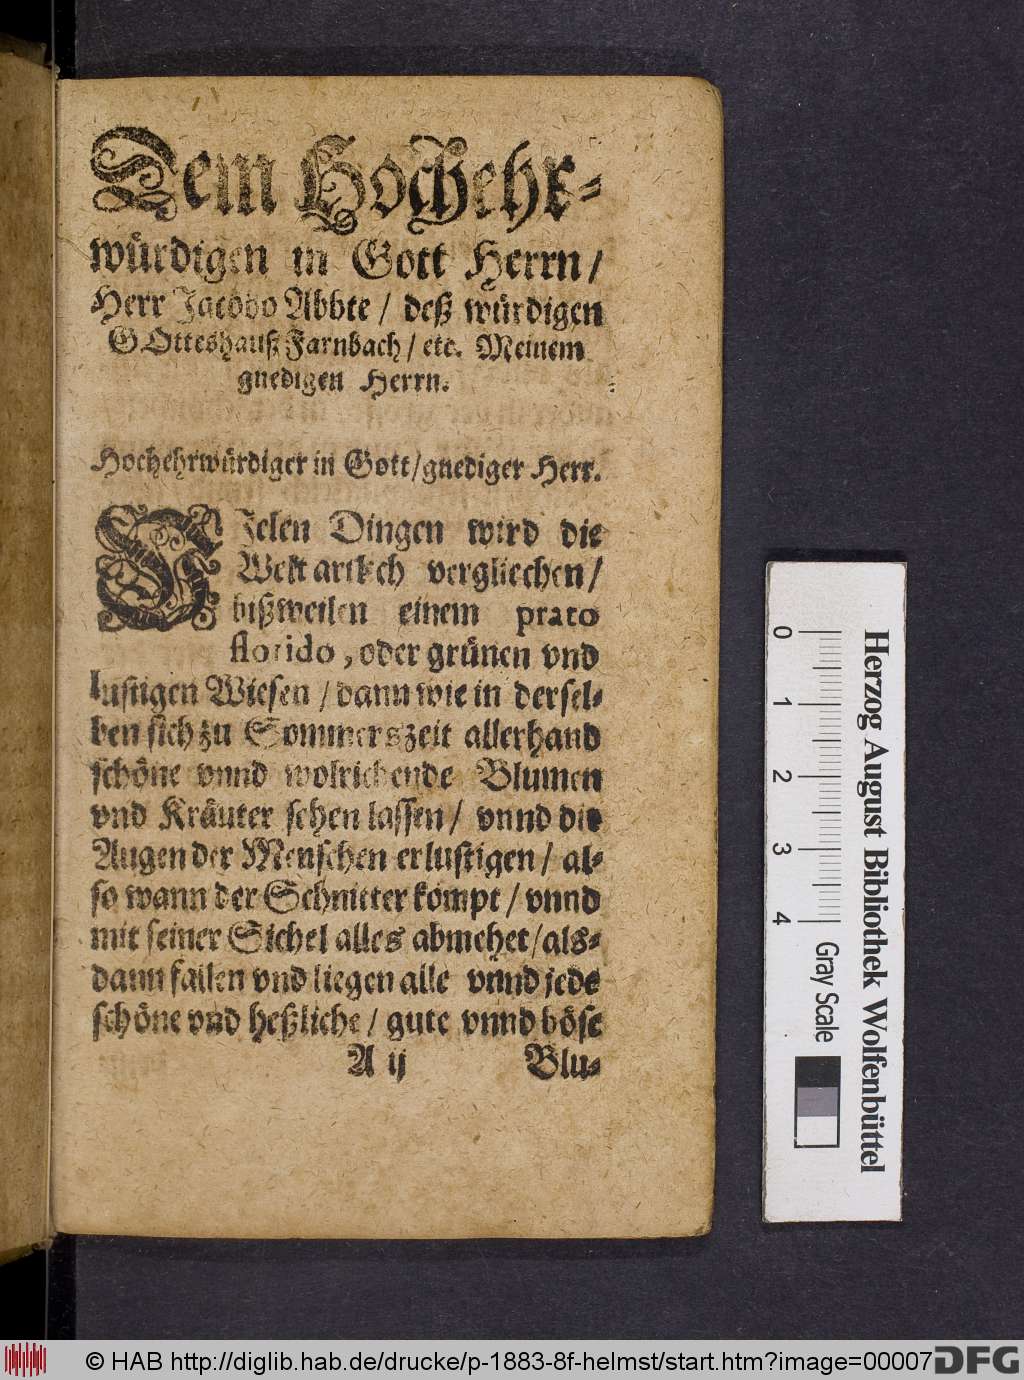 Dem Hochehr-
würdigen in Gott Herrn /
Herr Jacobo Abbte / deß würdigen
GOtteshauß Farnbach / etc. Meinem
gnedigen Herrn.
Hochehrwürdiger in Gott / gnediger Herr.
VIelen Dingen wird die
Welt artlich vergliechen /
bißweilen einem prato
florido, oder grünen vnd
lustigen Wiesen / dann wie in dersel-
ben sich zu Sommerszeit allerhand
schöne vnnd wolriechende Blumen
vnd Kräuter sehen lassen / vnnd die
Augen der Menschen erlustigen / al-
so wann der Schnitter kompt / vnnd
mit seiner Sichel alles abmehet / als-
dann fallen vnd liegen alle vnnd jede
schöne vnd heßliche / gute vnnd böse
A ij Blu-
0 1 2 3 4 Gray Scale
Herzog August Bibliothek Wolfenbüttel
© HAB http://diglib.hab.de/drucke/p-1883-8f-helmst/start.htm?image=00007
DFG